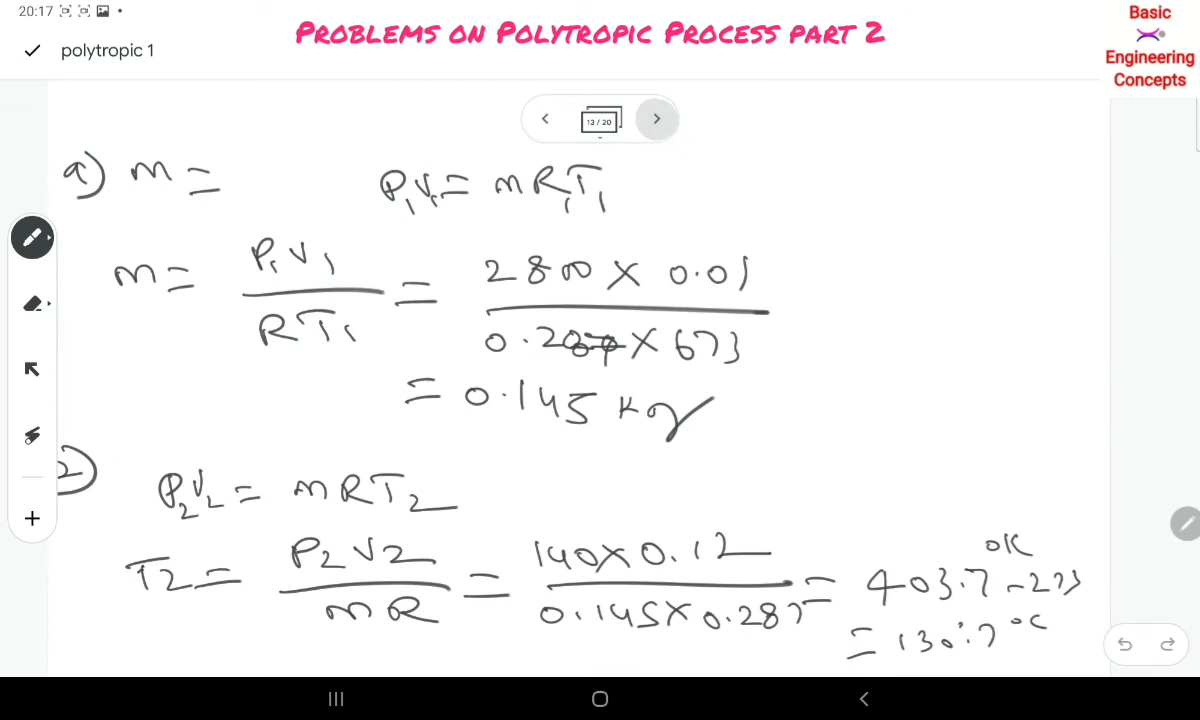 20:17
PROBLEMS ON POLYTROPIC PROCESS PART 2
Basic
Engineering
Concepts
polytropic 1
13 / 20
a) m = P₁V₁ = mR₁T₁
m = P₁V₁ / RT₁ = 2800 × 0.01 / 0.287 × 673
= 0.145 kg
2)
P₂V₂ = mRT₂
T2 = P2V2 / mR = 140×0.12 / 0.145×0.287 = 403.7 - 273
°K
= 130.7 °C